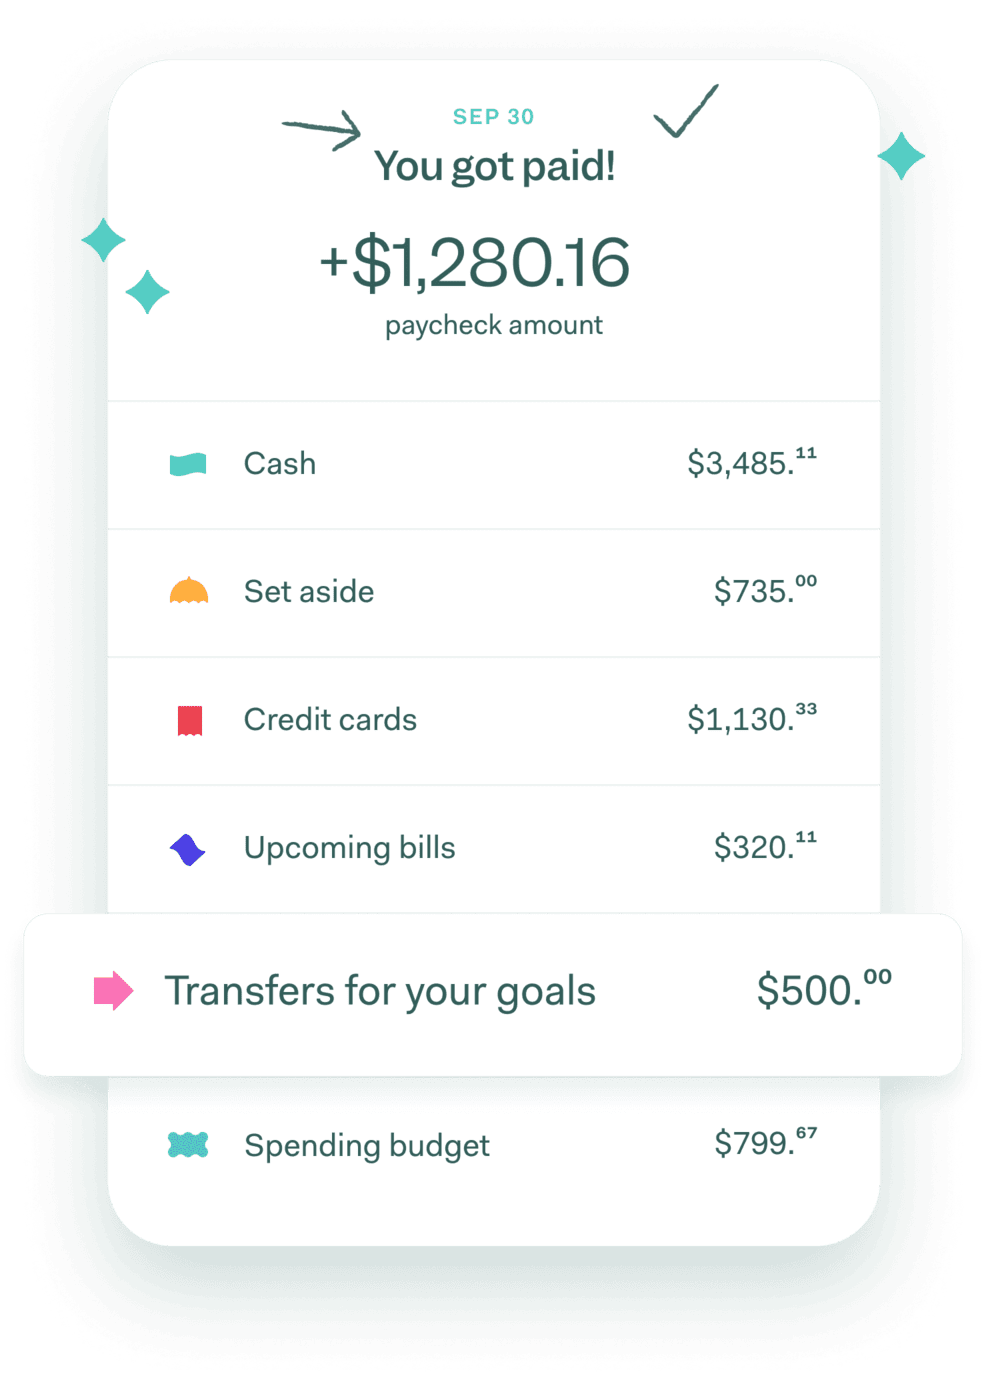 SEP 30
You got paid!
+$1,280.16
paycheck amount
Cash $3,485.11
Set aside $735.00
Credit cards $1,130.33
Upcoming bills $320.11
Transfers for your goals $500.00
Spending budget $799.67